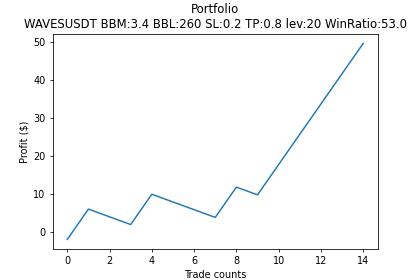 Portfolio
WAVESUSDT BBM:3.4 BBL:260 SL:0.2 TP:0.8 lev:20 WinRatio:53.0
50
40
30
20
10
0
Profit ($)
0 2 4 6 8 10 12 14
Trade counts